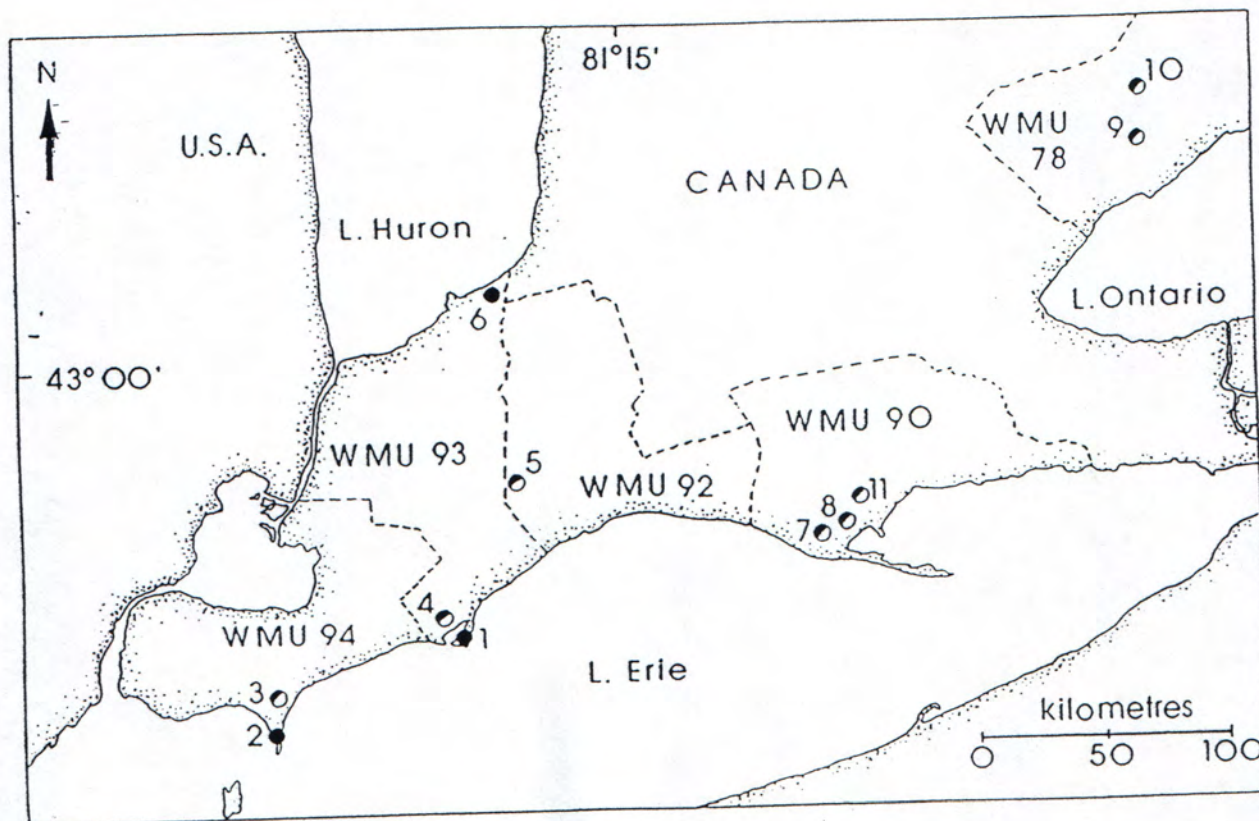 N
81°15'
10
U.S.A.
WMU
78
9
CANADA
L. Huron
6
L. Ontario
43°00'
WMU 90
WMU 93
5
WMU 92
11
8
7
4
1
WMU 94
L. Erie
3
kilometres
2
0 50 100